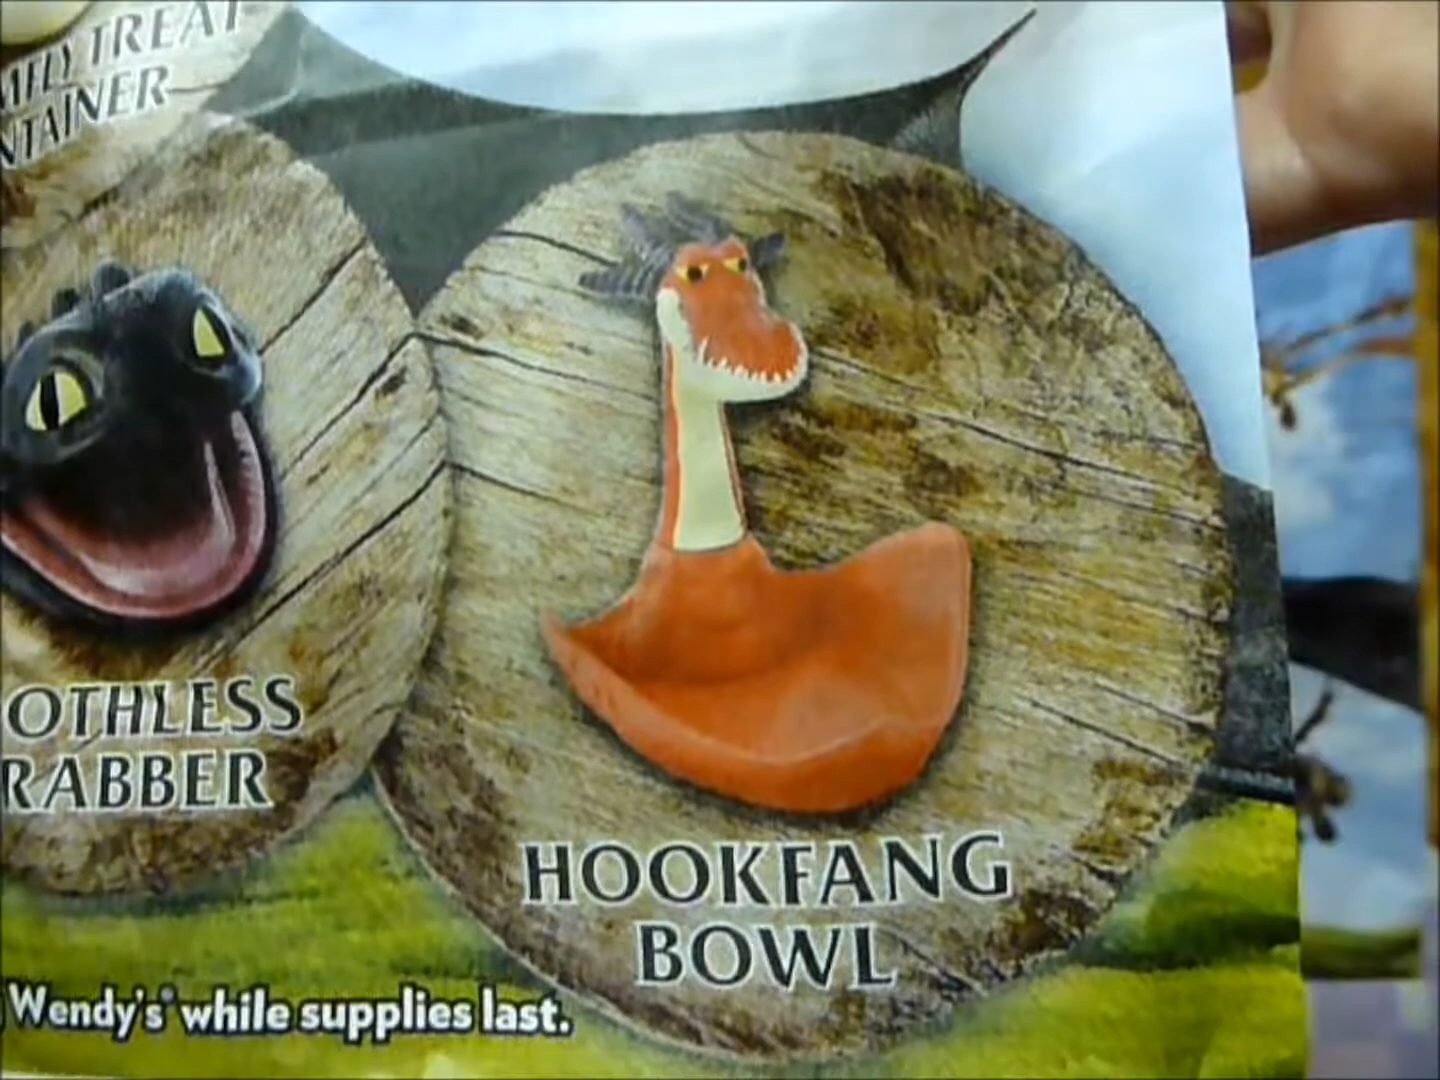 TREAT
NTAINER
OTHLESS
RABBER
HOOKFANG
BOWL
Wendy's® while supplies last.